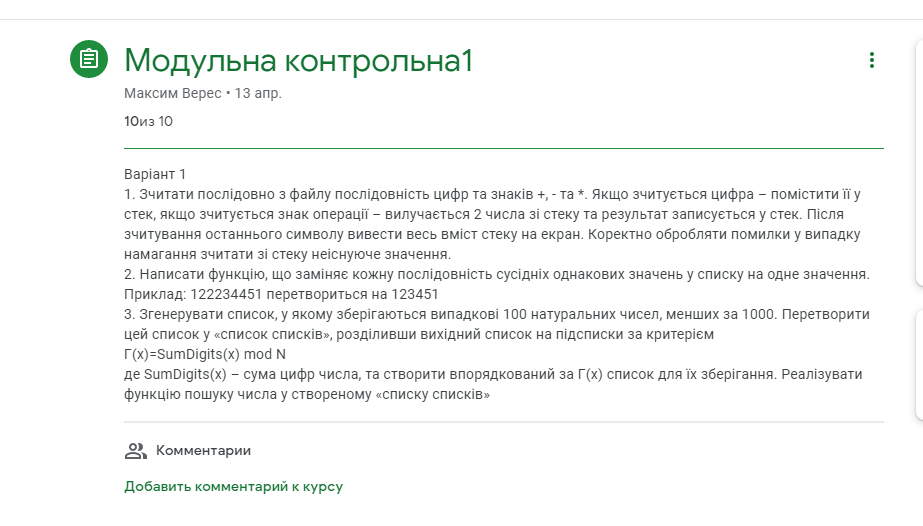 Модульна контрольна1
Максим Верес • 13 апр.
10из 10
Варіант 1
1. Зчитати послідовно з файлу послідовність цифр та знаків +, - та *. Якщо зчитується цифра – помістити її у
стек, якщо зчитується знак операції – вилучається 2 числа зі стеку та результат записується у стек. Після
зчитування останнього символу вивести весь вміст стеку на екран. Коректно обробляти помилки у випадку
намагання зчитати зі стеку неіснуюче значення.
2. Написати функцію, що заміняє кожну послідовність сусідніх однакових значень у списку на одне значення.
Приклад: 122234451 перетвориться на 123451
3. Згенерувати список, у якому зберігаються випадкові 100 натуральних чисел, менших за 1000. Перетворити
цей список у «список списків», розділивши вихідний список на підсписки за критерієм
Г(x)=SumDigits(x) mod N
де SumDigits(x) – сума цифр числа, та створити впорядкований за Г(x) список для їх зберігання. Реалізувати
функцію пошуку числа у створеному «списку списків»
Комментарии
Добавить комментарий к курсу